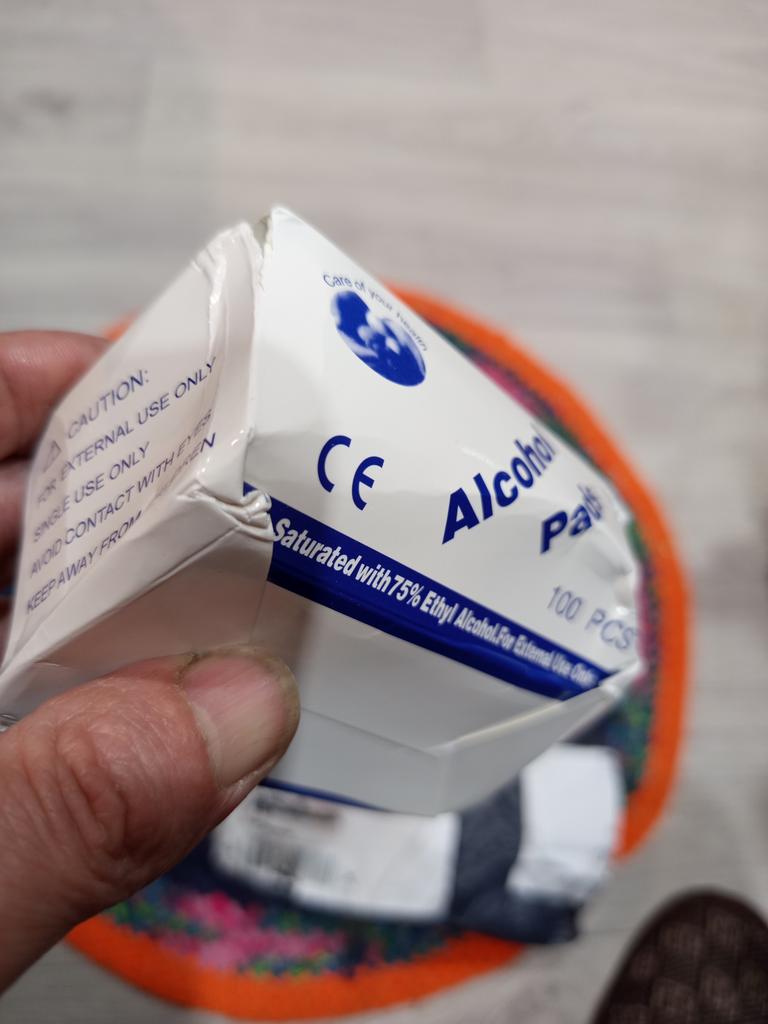 CAUTION:
FOR EXTERNAL USE ONLY
SINGLE USE ONLY
AVOID CONTACT WITH EYES
KEEP AWAY FROM
Care of your health
CE
Alcohol
Pads
100 PCS
Saturated with 75% Ethyl Alcohol.For External Use Only